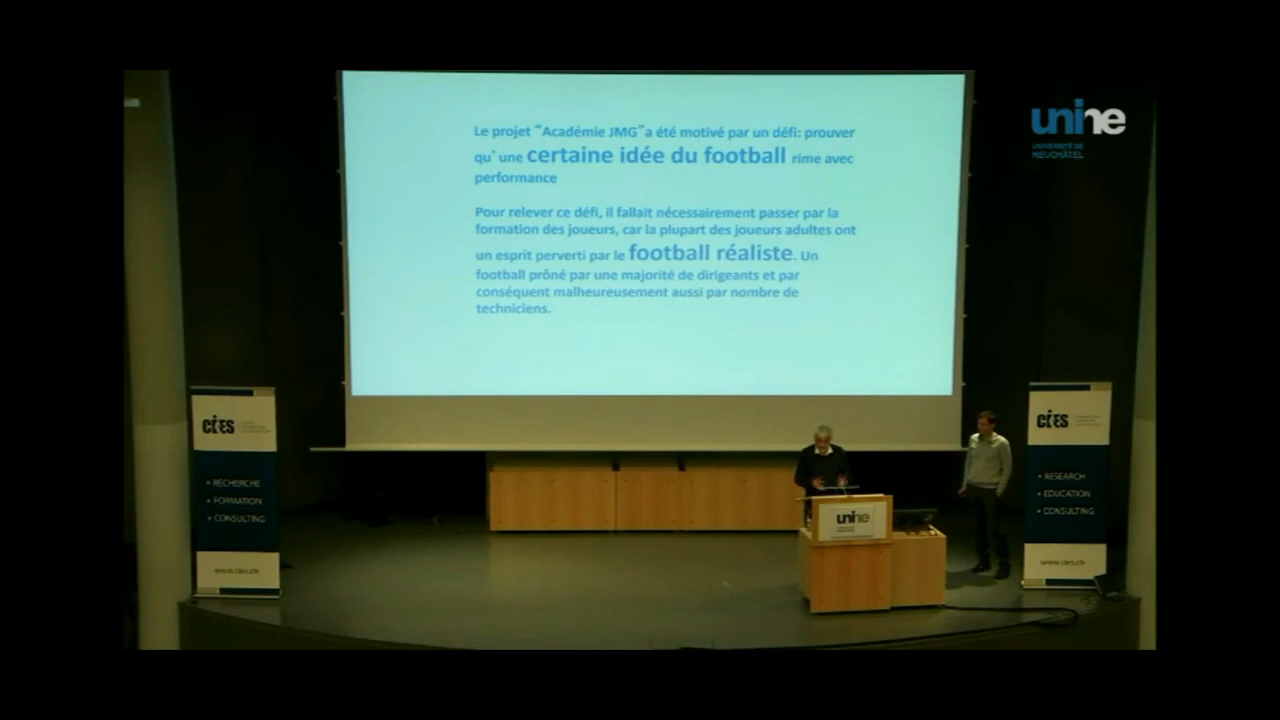 Le projet “Académie JMG”a été motivé par un défi: prouver
qu’ une certaine idée du football rime avec
performance
Pour relever ce défi, il fallait nécessairement passer par la
formation des joueurs, car la plupart des joueurs adultes ont
un esprit perverti par le football réaliste. Un
football prôné par une majorité de dirigeants et par
conséquent malheureusement aussi par nombre de
techniciens.
unine
UNIVERSITÉ DE
NEUCHÂTEL
CIES
• RECHERCHE
• FORMATION
• CONSULTING
www.cies.ch
unine
CIES
• RESEARCH
• EDUCATION
• CONSULTING
www.cies.ch